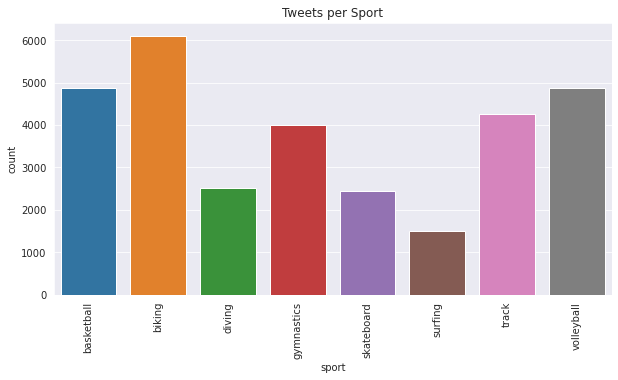 Tweets per Sport
count
6000
5000
4000
3000
2000
1000
0
basketball
biking
diving
gymnastics
skateboard
surfing
track
volleyball
sport